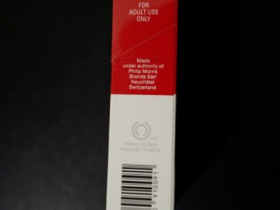 FOR
ADULT USE
ONLY
Made
under authority of
Philip Morris
Brands Sàrl
Neuchâtel
Switzerland